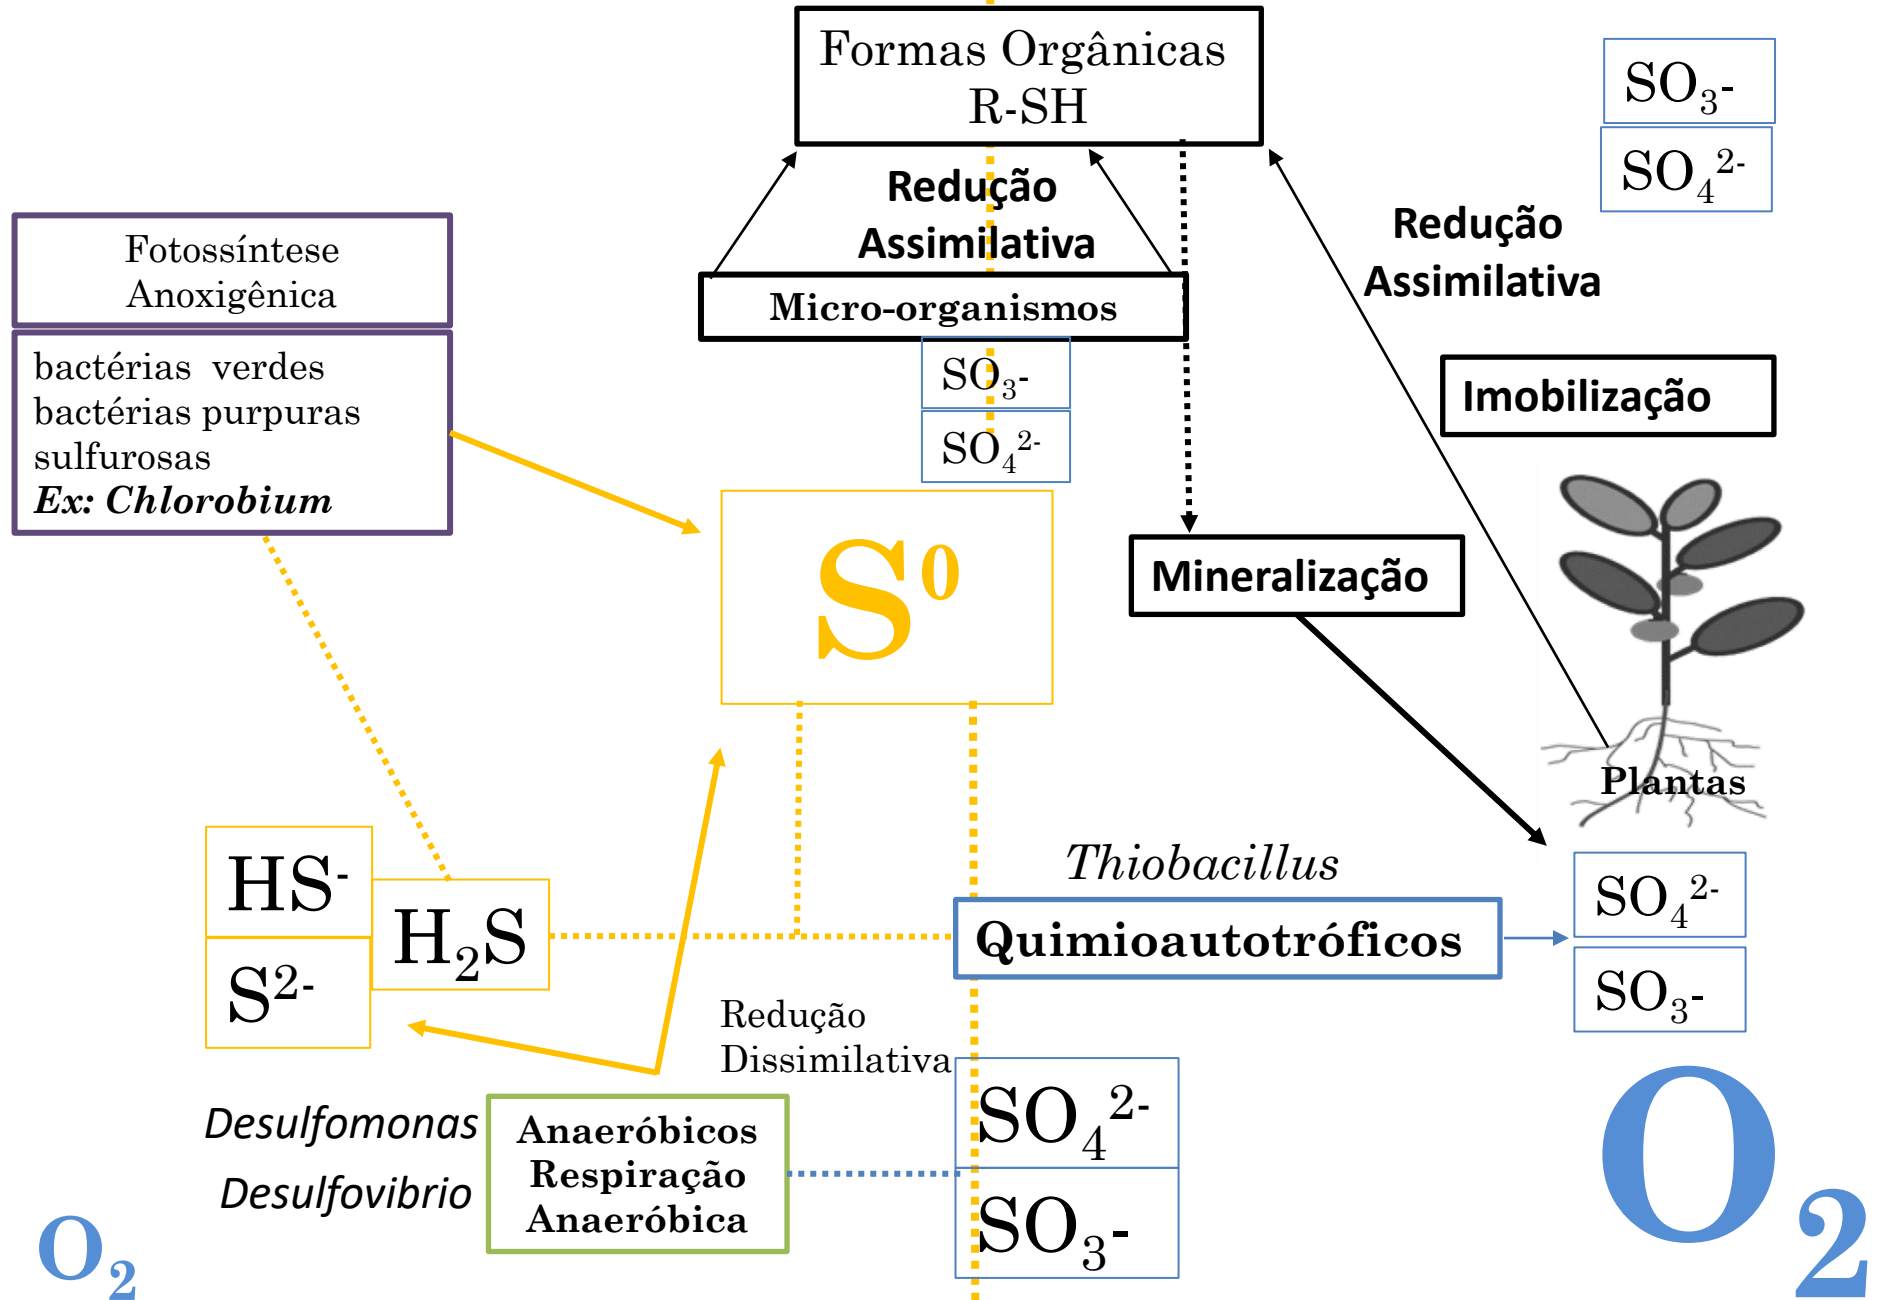 Formas Orgânicas
R-SH
SO₃-
SO₄²-
Redução
Assimilativa
Redução
Assimilativa
Fotossíntese
Anoxigênica
Micro-organismos
bactérias verdes
bactérias purpuras
sulfurosas
Ex: Chlorobium
SO₃-
SO₄²-
Imobilização
S⁰
Mineralização
Plantas
HS-
H₂S
S²-
Thiobacillus
Quimioautotróficos
SO₄²-
SO₃-
Redução
Dissimilativa
Desulfomonas
Desulfovibrio
Anaeróbicos
Respiração
Anaeróbica
SO₄²-
SO₃-
O₂
O₂